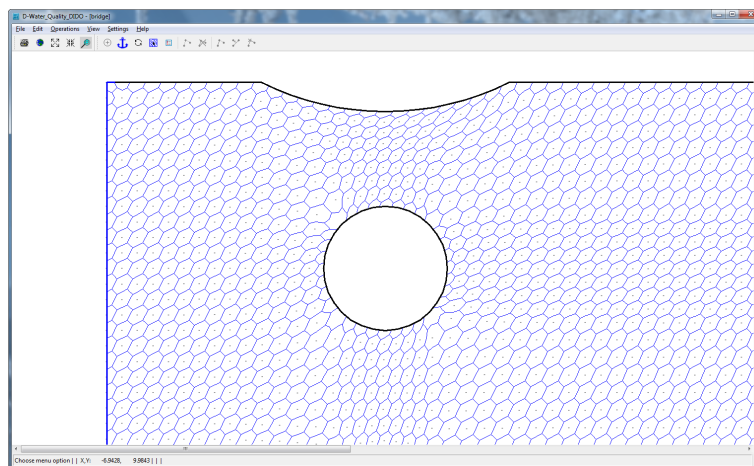 D-Water_Quality_DIDO - [bridge]
File Edit Operations View Settings Help
Choose menu option | | X,Y: -6.9428, 9.9843 | | |